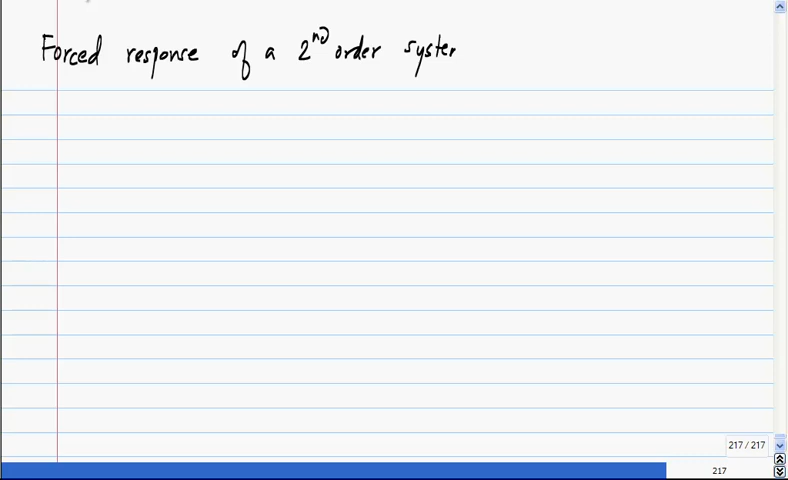 Forced response of a 2nd order syster
217 / 217
217